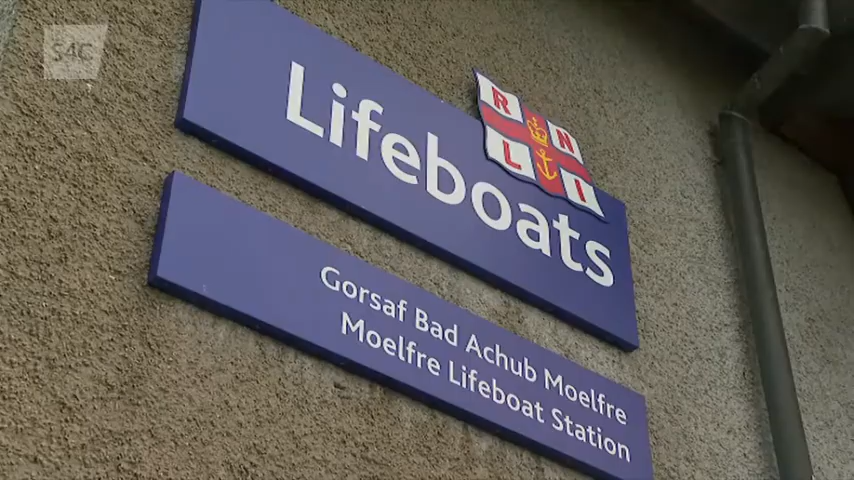 S4C
Lifeboats
R N
L I
Gorsaf Bad Achub Moelfre
Moelfre Lifeboat Station